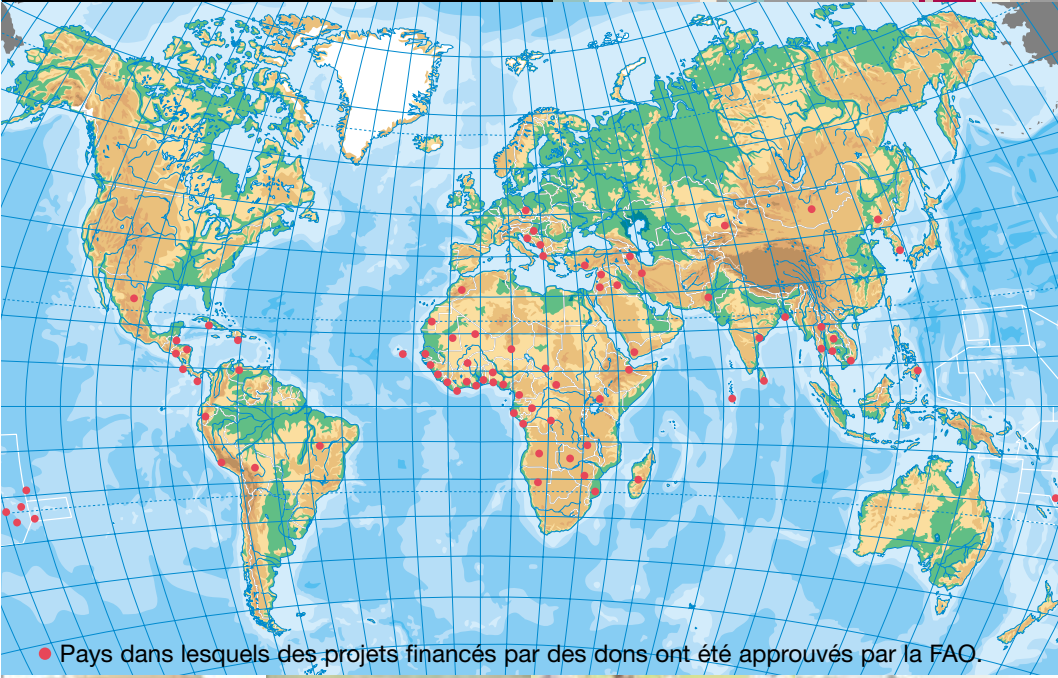 Pays dans lesquels des projets financés par des dons ont été approuvés par la FAO.